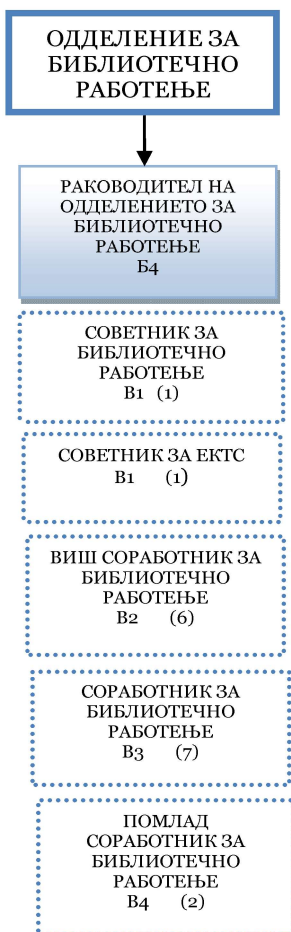 ОДДЕЛЕНИЕ ЗА
БИБЛИОТЕЧНО
РАБОТЕЊЕ
РАКОВОДИТЕЛ НА
ОДДЕЛЕНИЕТО ЗА
БИБЛИОТЕЧНО
РАБОТЕЊЕ
Б4
СОВЕТНИК ЗА
БИБЛИОТЕЧНО
РАБОТЕЊЕ
В1 (1)
СОВЕТНИК ЗА ЕКТС
В1 (1)
ВИШ СОРАБОТНИК ЗА
БИБЛИОТЕЧНО
РАБОТЕЊЕ
В2 (6)
СОРАБОТНИК ЗА
БИБЛИОТЕЧНО
РАБОТЕЊЕ
В3 (7)
ПОМЛАД
СОРАБОТНИК ЗА
БИБЛИОТЕЧНО
РАБОТЕЊЕ
В4 (2)